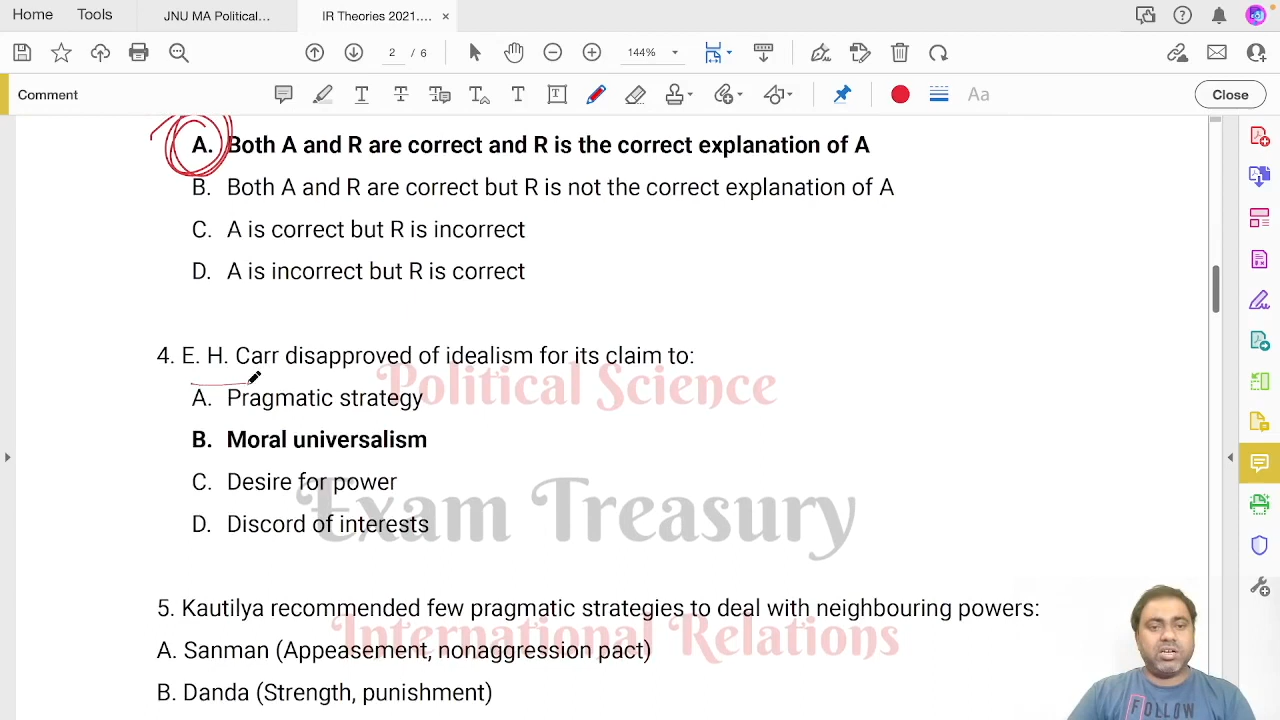 Home Tools JNU MA Political... IR Theories 2021.... ×
2 / 6 144%
Comment Aa Close
A. Both A and R are correct and R is the correct explanation of A
B. Both A and R are correct but R is not the correct explanation of A
C. A is correct but R is incorrect
D. A is incorrect but R is correct
4. E. H. Carr disapproved of idealism for its claim to:
Political Science
A. Pragmatic strategy
B. Moral universalism
C. Desire for power
Exam Treasury
D. Discord of interests
5. Kautilya recommended few pragmatic strategies to deal with neighbouring powers:
International Relations
A. Sanman (Appeasement, nonaggression pact)
B. Danda (Strength, punishment)
FOLLOW